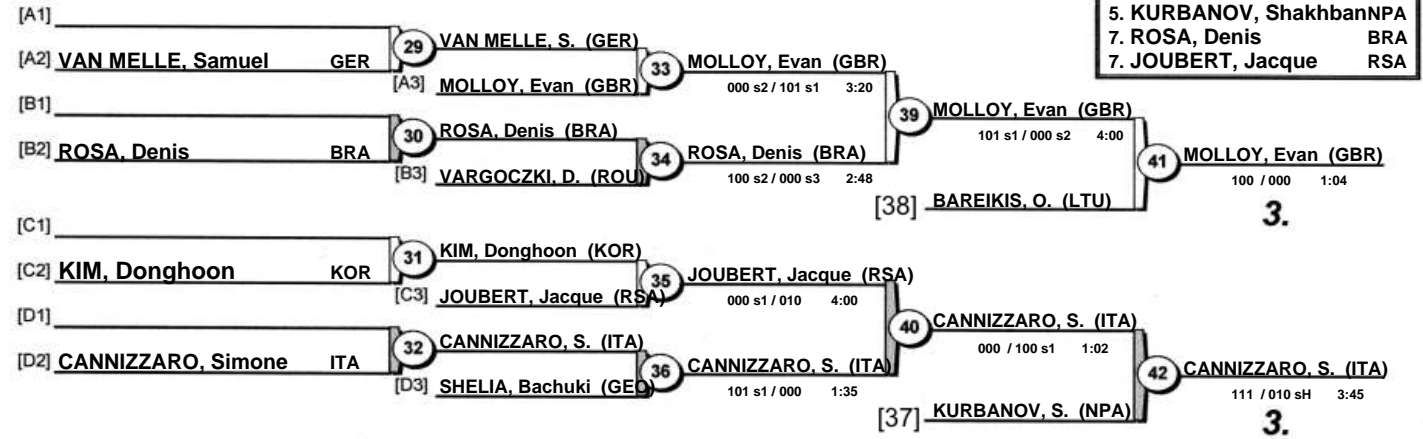 [A1]
[A2] VAN MELLE, Samuel GER
29
VAN MELLE, S. (GER)
[A3] MOLLOY, Evan (GBR)
33
MOLLOY, Evan (GBR)
000 s2 / 101 s1 3:20
[B1]
[B2] ROSA, Denis BRA
30
ROSA, Denis (BRA)
[B3] VARGOCZKI, D. (ROU)
34
ROSA, Denis (BRA)
100 s2 / 000 s3 2:48
39
MOLLOY, Evan (GBR)
101 s1 / 000 s2 4:00
[38] BAREIKIS, O. (LTU)
41
MOLLOY, Evan (GBR)
100 / 000 1:04
3.
[C1]
[C2] KIM, Donghoon KOR
31
KIM, Donghoon (KOR)
[C3] JOUBERT, Jacque (RSA)
35
JOUBERT, Jacque (RSA)
000 s1 / 010 4:00
[D1]
[D2] CANNIZZARO, Simone ITA
32
CANNIZZARO, S. (ITA)
[D3] SHELIA, Bachuki (GEO)
36
CANNIZZARO, S. (ITA)
101 s1 / 000 1:35
40
CANNIZZARO, S. (ITA)
000 / 100 s1 1:02
[37] KURBANOV, S. (NPA)
42
CANNIZZARO, S. (ITA)
111 / 010 sH 3:45
3.
5. KURBANOV, Shakhban NPA
7. ROSA, Denis BRA
7. JOUBERT, Jacque RSA